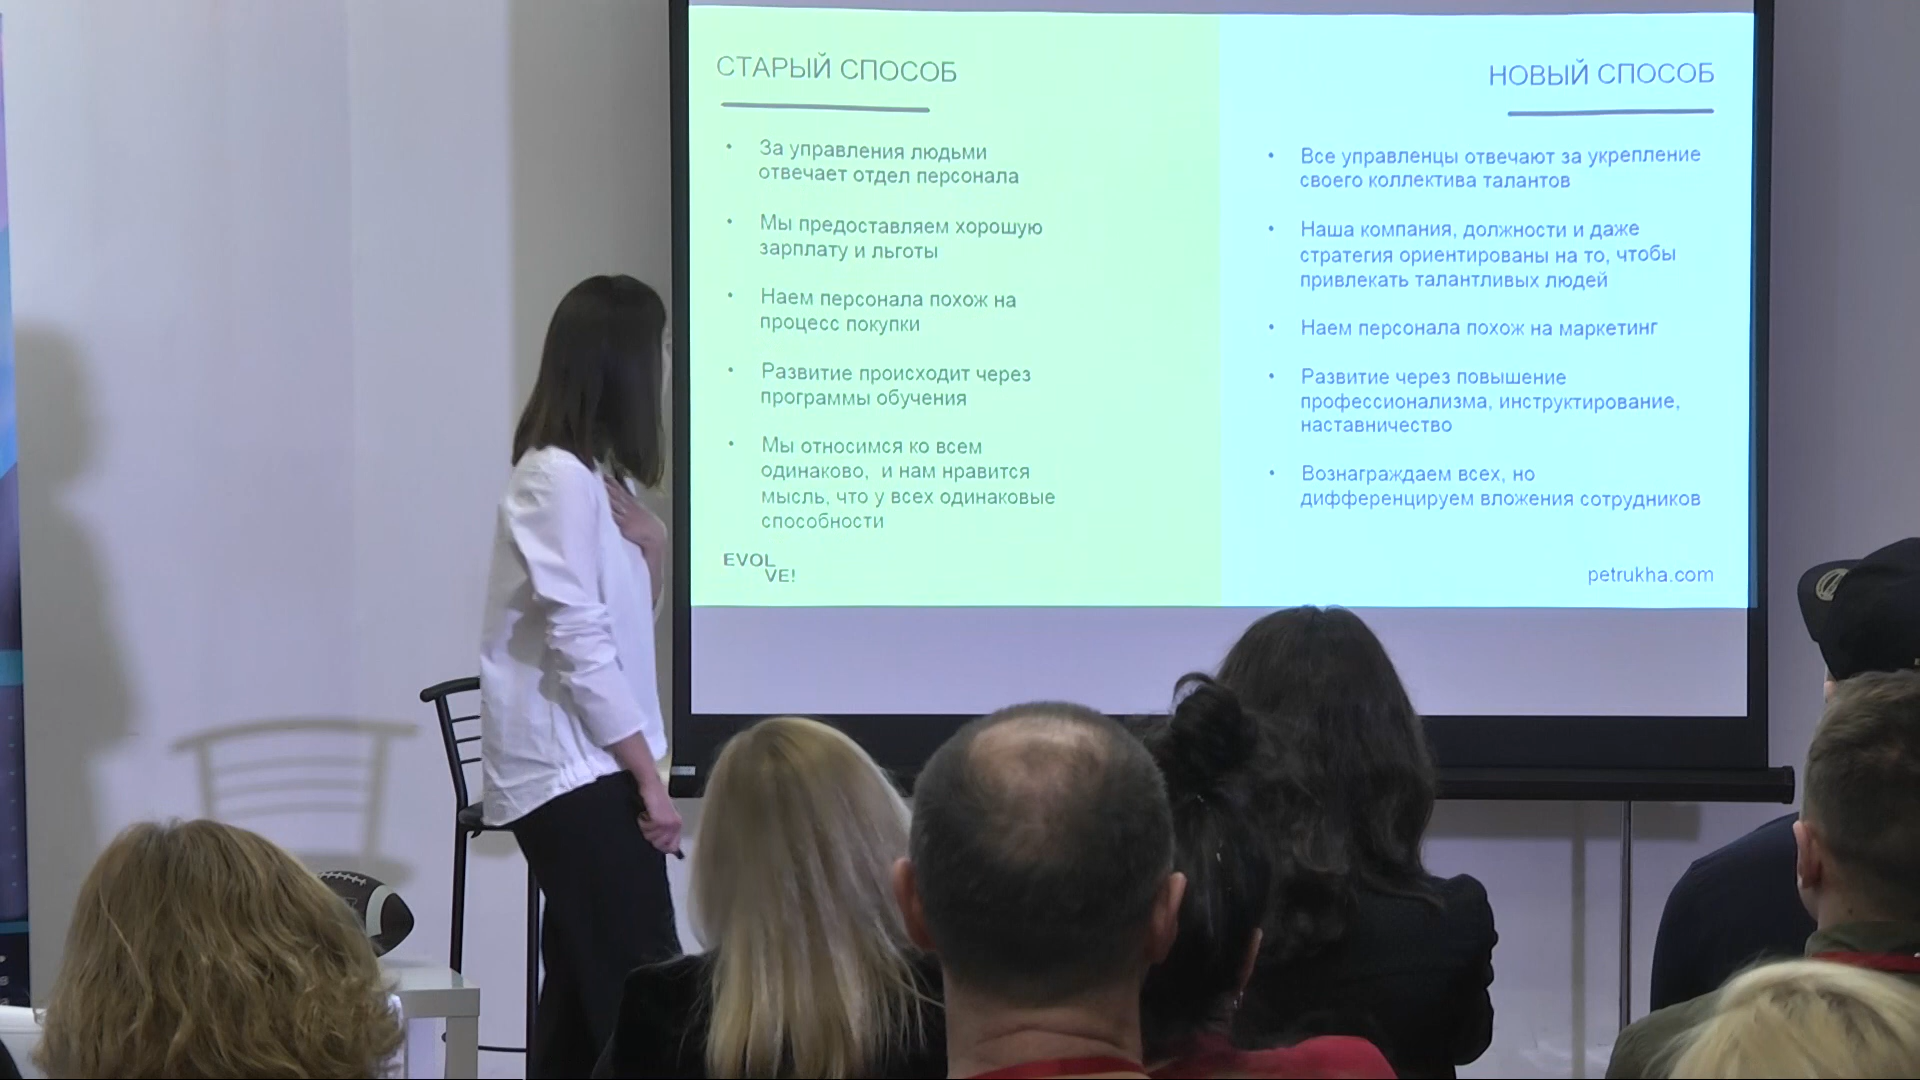 СТАРЫЙ СПОСОБ
• За управления людьми
отвечает отдел персонала
• Мы предоставляем хорошую
зарплату и льготы
• Наем персонала похож на
процесс покупки
• Развитие происходит через
программы обучения
• Мы относимся ко всем
одинаково, и нам нравится
мысль, что у всех одинаковые
способности
EVOL
VE!
НОВЫЙ СПОСОБ
• Все управленцы отвечают за укрепление
своего коллектива талантов
• Наша компания, должности и даже
стратегия ориентированы на то, чтобы
привлекать талантливых людей
• Наем персонала похож на маркетинг
• Развитие через повышение
профессионализма, инструктирование,
наставничество
• Вознаграждаем всех, но
дифференцируем вложения сотрудников
petrukha.com